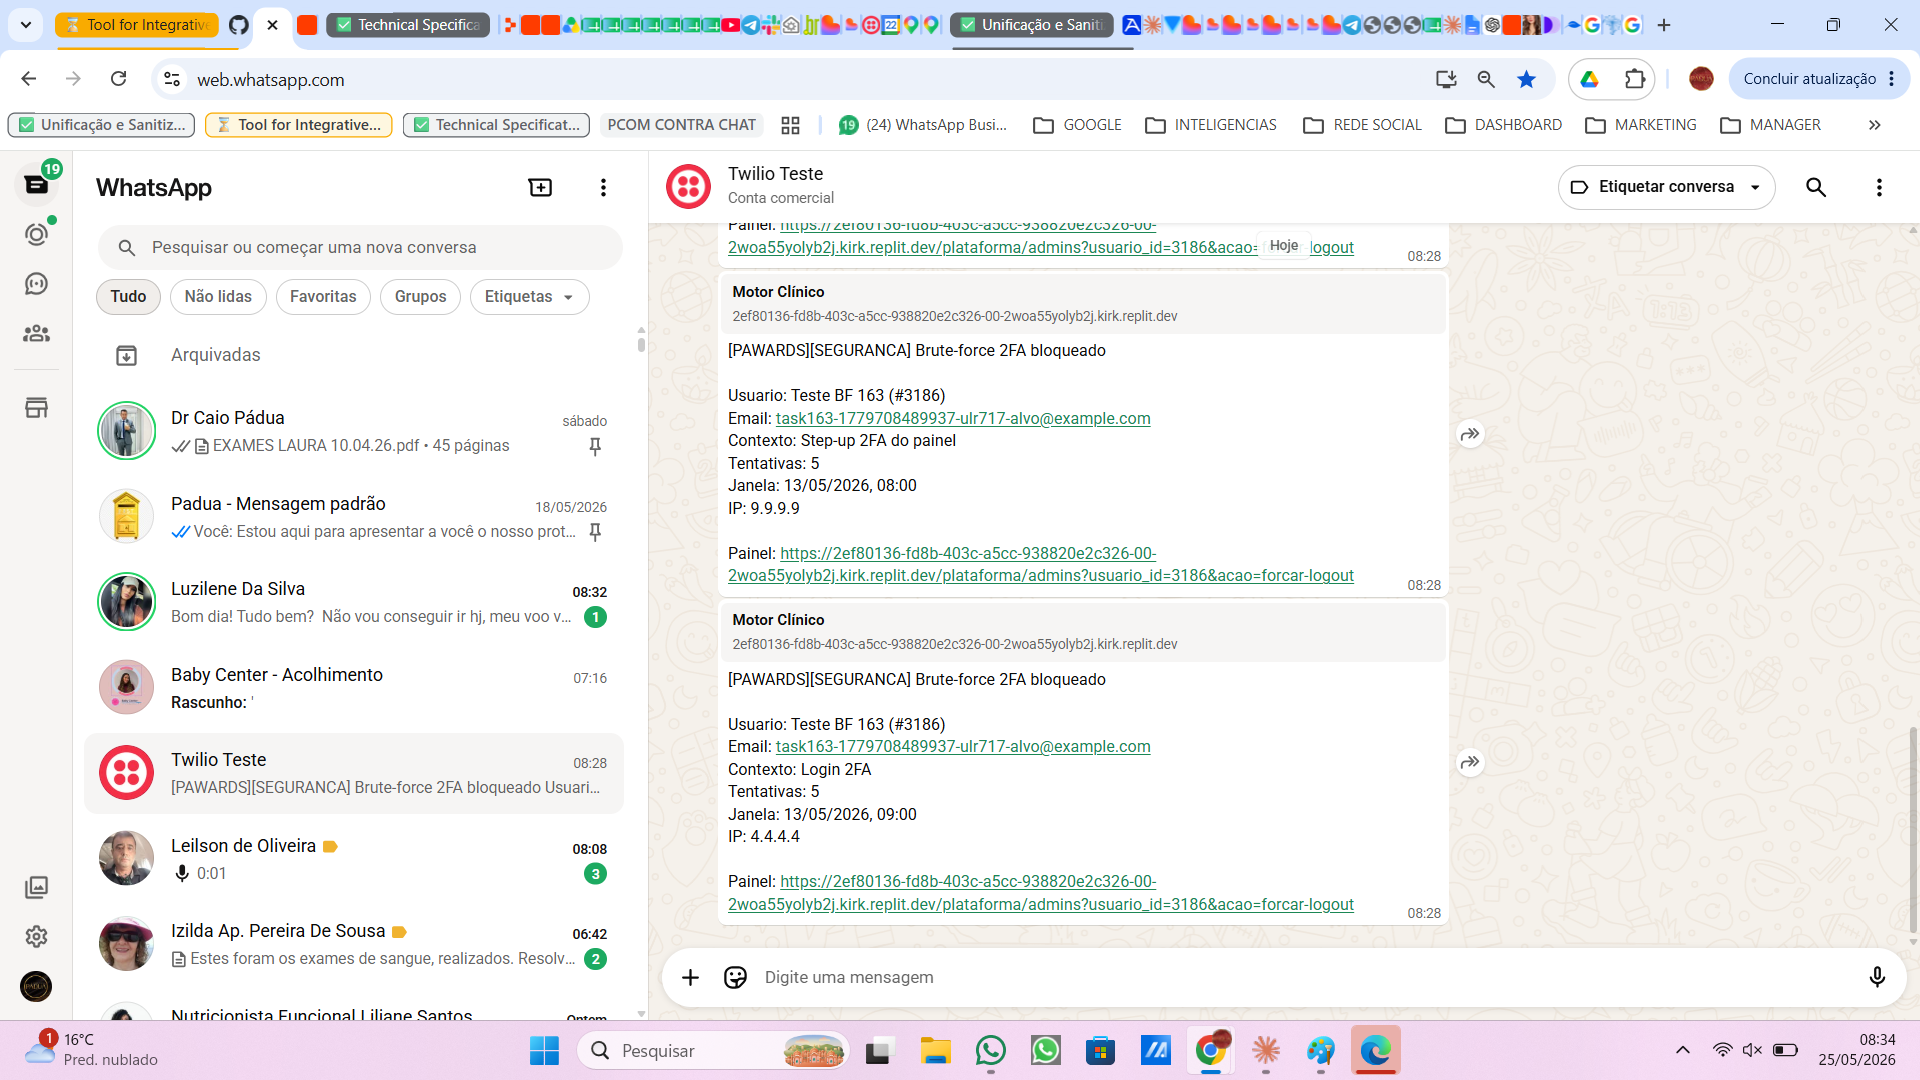 Tool for Integrative
Technical Specifica
Unificação e Saniti
web.whatsapp.com
Concluir atualização
Unificação e Sanitiz...
Tool for Integrative...
Technical Specificat...
PCOM CONTRA CHAT
19
(24) WhatsApp Busi...
GOOGLE
INTELIGENCIAS
REDE SOCIAL
DASHBOARD
MARKETING
MANAGER
19
WhatsApp
Pesquisar ou começar uma nova conversa
Tudo
Não lidas
Favoritas
Grupos
Etiquetas
Arquivadas
Dr Caio Pádua
sábado
EXAMES LAURA 10.04.26.pdf • 45 páginas
Padua - Mensagem padrão
18/05/2026
Você: Estou aqui para apresentar a você o nosso prot...
Luzilene Da Silva
08:32
Bom dia! Tudo bem? Não vou conseguir ir hj, meu voo v...
1
Baby Center - Acolhimento
07:16
Rascunho: '
Twilio Teste
08:28
[PAWARDS][SEGURANCA] Brute-force 2FA bloqueado Usuari...
Leilson de Oliveira
08:08
0:01
3
Izilda Ap. Pereira De Sousa
06:42
Estes foram os exames de sangue, realizados. Resolv...
2
Nutricionista Funcional Liliane Santos
Ontem
Twilio Teste
Conta comercial
Etiquetar conversa
Painel: https://2ef80136-fd8b-403c-a5cc-938820e2c326-00-
2woa55yolyb2j.kirk.replit.dev/plataforma/admins?usuario_id=3186&acao=f
logout
08:28
Hoje
Motor Clínico
2ef80136-fd8b-403c-a5cc-938820e2c326-00-2woa55yolyb2j.kirk.replit.dev
[PAWARDS][SEGURANCA] Brute-force 2FA bloqueado
Usuario: Teste BF 163 (#3186)
Email: task163-1779708489937-ulr717-alvo@example.com
Contexto: Step-up 2FA do painel
Tentativas: 5
Janela: 13/05/2026, 08:00
IP: 9.9.9.9
Painel: https://2ef80136-fd8b-403c-a5cc-938820e2c326-00-
2woa55yolyb2j.kirk.replit.dev/plataforma/admins?usuario_id=3186&acao=forcar-logout
08:28
Motor Clínico
2ef80136-fd8b-403c-a5cc-938820e2c326-00-2woa55yolyb2j.kirk.replit.dev
[PAWARDS][SEGURANCA] Brute-force 2FA bloqueado
Usuario: Teste BF 163 (#3186)
Email: task163-1779708489937-ulr717-alvo@example.com
Contexto: Login 2FA
Tentativas: 5
Janela: 13/05/2026, 09:00
IP: 4.4.4.4
Painel: https://2ef80136-fd8b-403c-a5cc-938820e2c326-00-
2woa55yolyb2j.kirk.replit.dev/plataforma/admins?usuario_id=3186&acao=forcar-logout
08:28
Digite uma mensagem
1
16°C
Pred. nublado
Pesquisar
08:34
25/05/2026